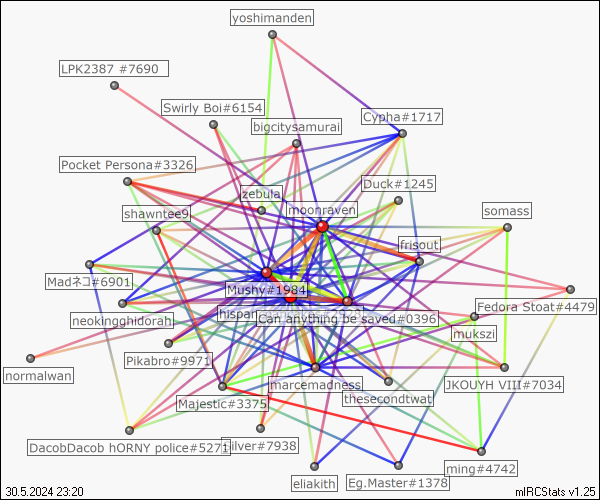 yoshimanden
LPK2387 #7690
Swirly Boi#6154
Cypha#1717
bigcitysamurai
Pocket Persona#3326
Duck#1245
zebula
shawntee9
moonraven
somass
frisout
Madネコ#6901
Mushy#1984
Fedora Stoat#4479
neokingghidorah
Can anything be saved#0396
mukszi
Pikabro#9971
normalwan
marcemadness
JKOUYH VIII#7034
thesecondtwat
Majestic#3375
DacobDacob hORNY police#5271
ming#4742
eliakith
Eg.Master#1378
30.5.2024 23:20
mIRCStats v1.25